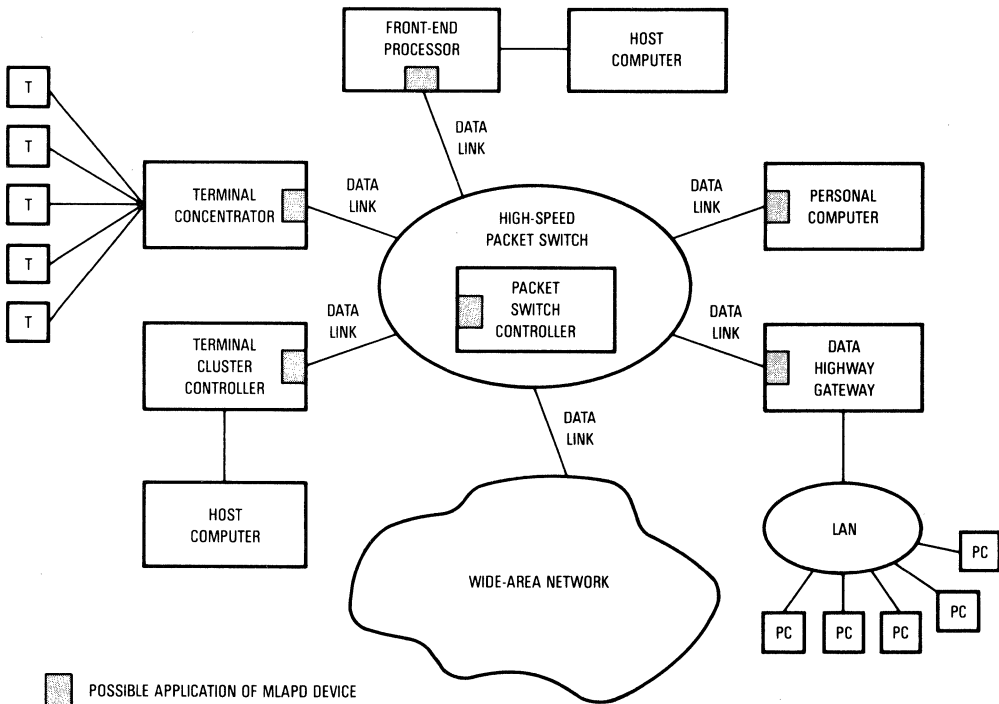 FRONT-END
PROCESSOR
HOST
COMPUTER
T
T
T
T
T
DATA
LINK
TERMINAL
CONCENTRATOR
DATA
LINK
HIGH-SPEED
PACKET SWITCH
DATA
LINK
PERSONAL
COMPUTER
PACKET
SWITCH
CONTROLLER
DATA
LINK
TERMINAL
CLUSTER
CONTROLLER
DATA
LINK
DATA
HIGHWAY
GATEWAY
DATA
LINK
HOST
COMPUTER
LAN
PC
PC
PC
PC
PC
WIDE-AREA NETWORK
POSSIBLE APPLICATION OF MLAPD DEVICE